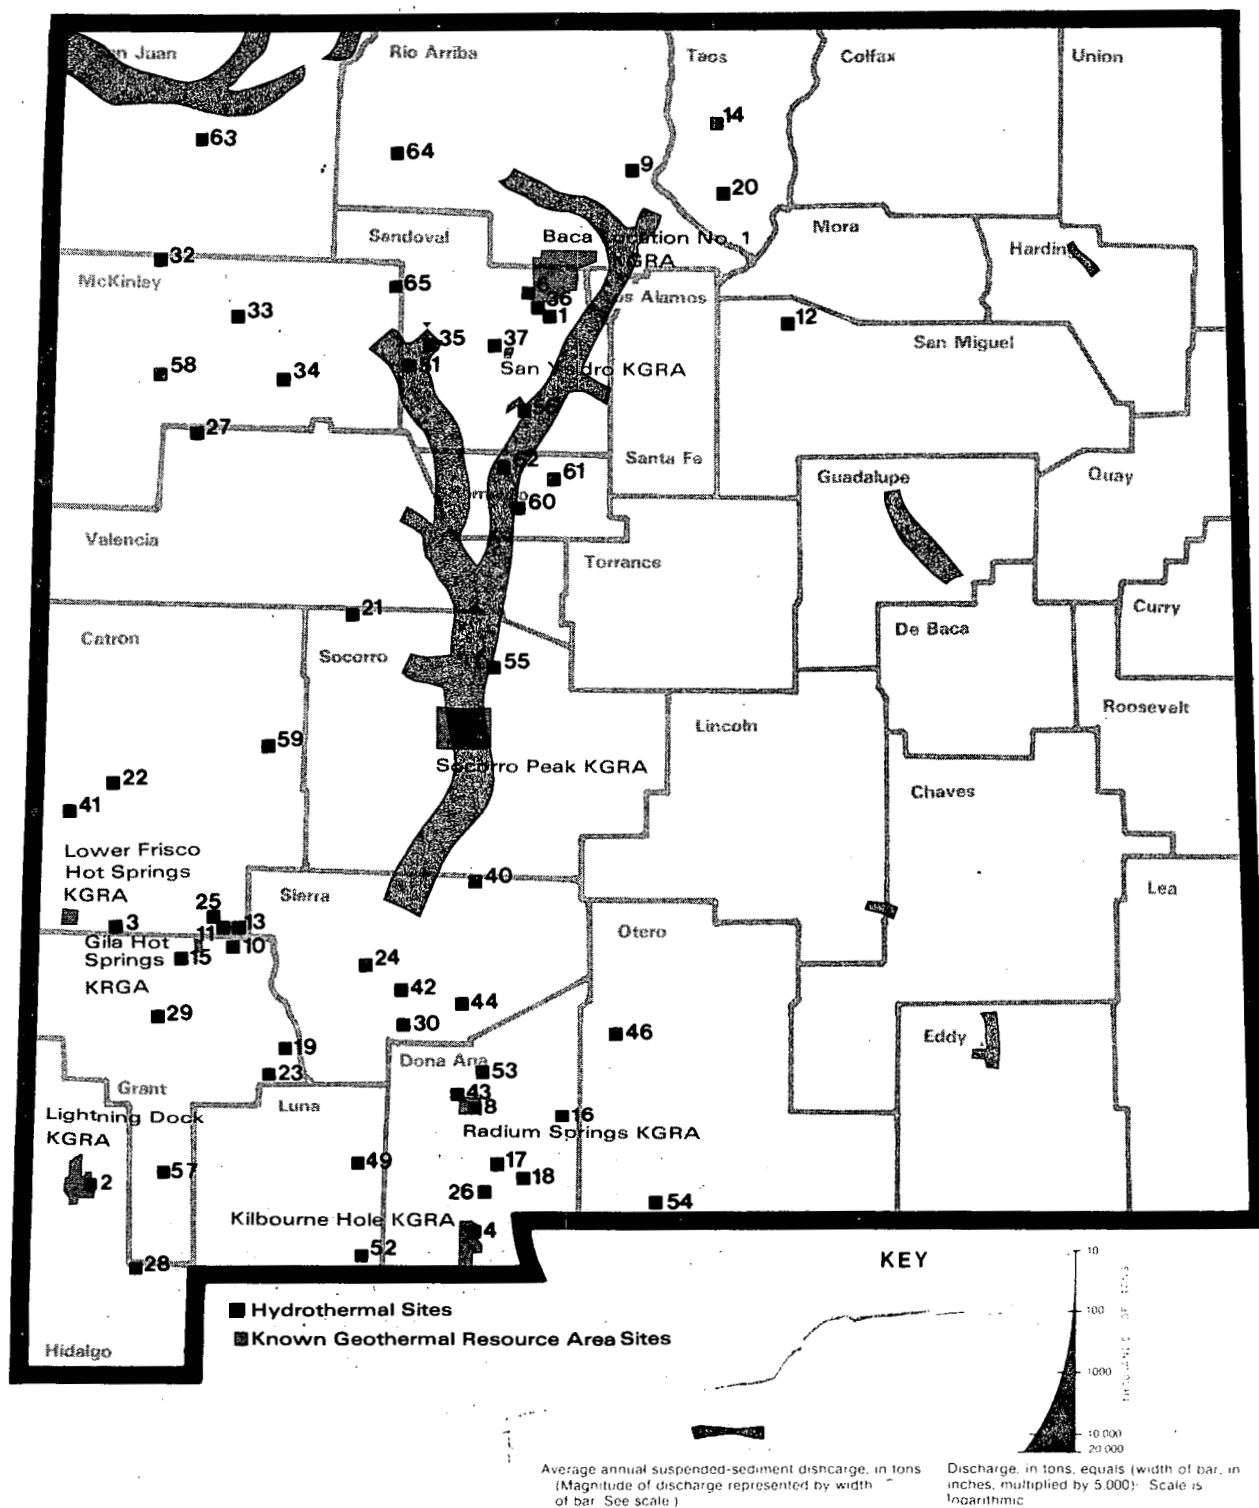 Juan
Rio Arriba
Taos
Colfax
Union
14
63
64
9
20
Mora
Sandoval
Baca
No. 1
Harding
32
McKinley
65
36
Los Alamos
33
1
12
35
37
San Miguel
58
34
San Ysidro KGRA
27
Santa Fe
62
61
Guadalupe
Quay
60
Valencia
Torrance
21
Curry
Catron
De Baca
Socorro
55
Roosevelt
Lincoln
59
Socorro Peak KGRA
22
Chaves
41
Lower Frisco
Hot Springs
KGRA
40
Sierra
Lea
25
3
11
13
Otero
Gila Hot
Springs
15
10
KRGA
24
42
44
29
30
46
Eddy
19
Dona Ana
53
23
Grant
43
Luna
8
16
Lightning Dock
KGRA
Radium Springs KGRA
49
17
57
18
2
26
54
Kilbourne Hole KGRA
4
52
28
KEY
10
Hydrothermal Sites
100
Known Geothermal Resource Area Sites
Hidalgo
1000
10 000
20 000
Average annual suspended-sediment dishcarge, in tons
(Magnitude of discharge represented by width
of bar. See scale.)
Discharge, in tons, equals (width of bar, in
inches, multiplied by 5,000). Scale is
logarithmic